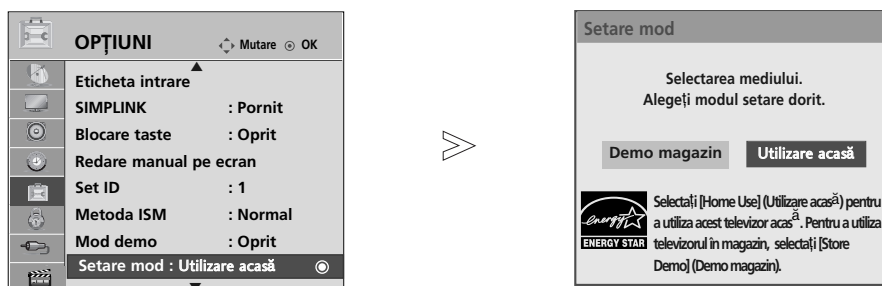 OPȚIUNI
Mutare OK
Eticheta intrare
SIMPLINK : Pornit
Blocare taste : Oprit
Redare manual pe ecran
Set ID : 1
Metoda ISM : Normal
Mod demo : Oprit
Setare mod : Utilizare acasă
Setare mod
Selectarea mediului.
Alegeți modul setare dorit.
Demo magazin Utilizare acasă
energy
ENERGY STAR
Selectați [Home Use] (Utilizare acasă) pentru
a utiliza acest televizor acasă. Pentru a utiliza
televizorul în magazin, selectați [Store
Demo] (Demo magazin).